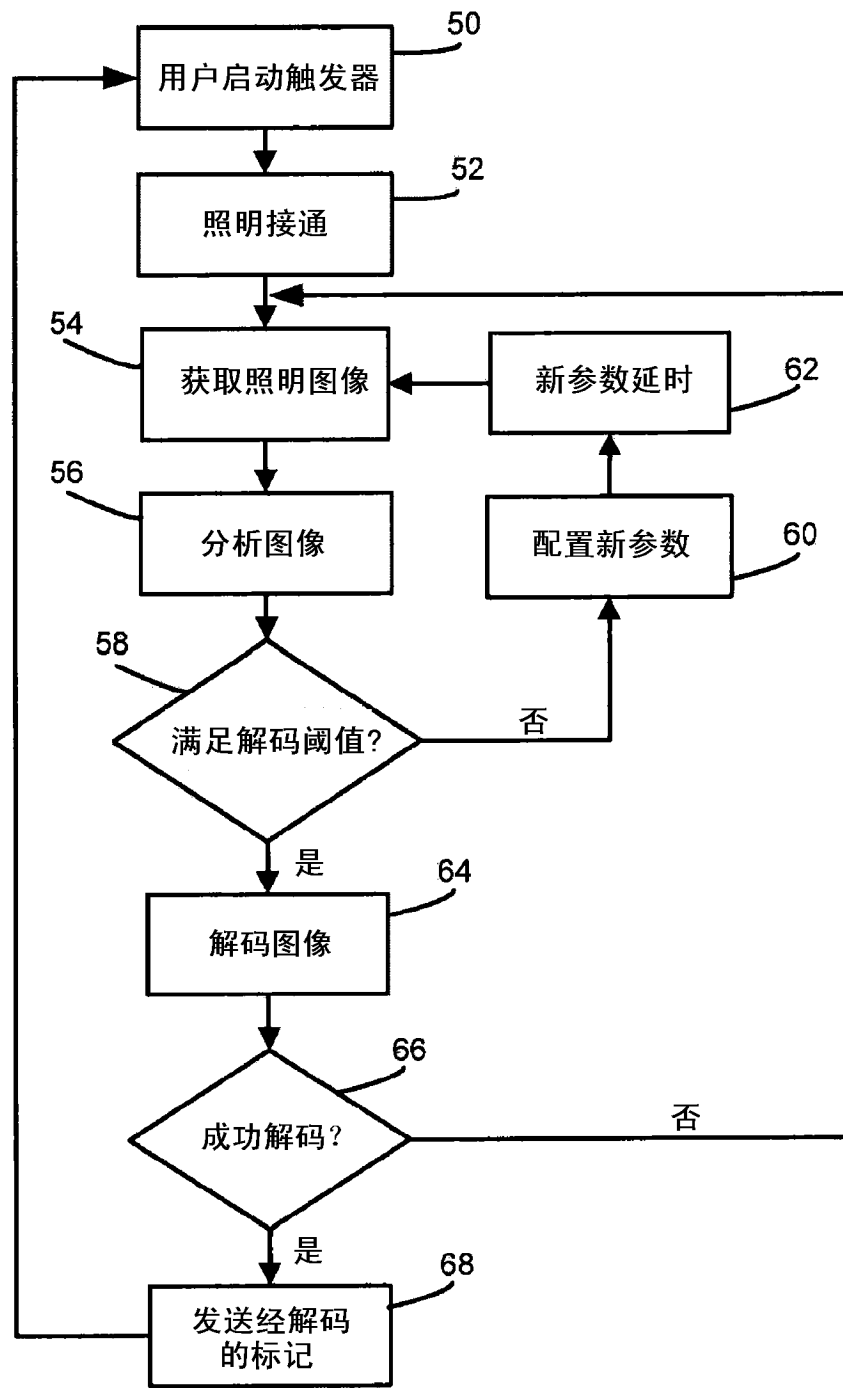 50
用户启动触发器
52
照明接通
54
获取照明图像
新参数延时
62
56
分析图像
配置新参数
60
58
满足解码阈值?
否
是
64
解码图像
66
成功解码?
否
是
68
发送经解码
的标记